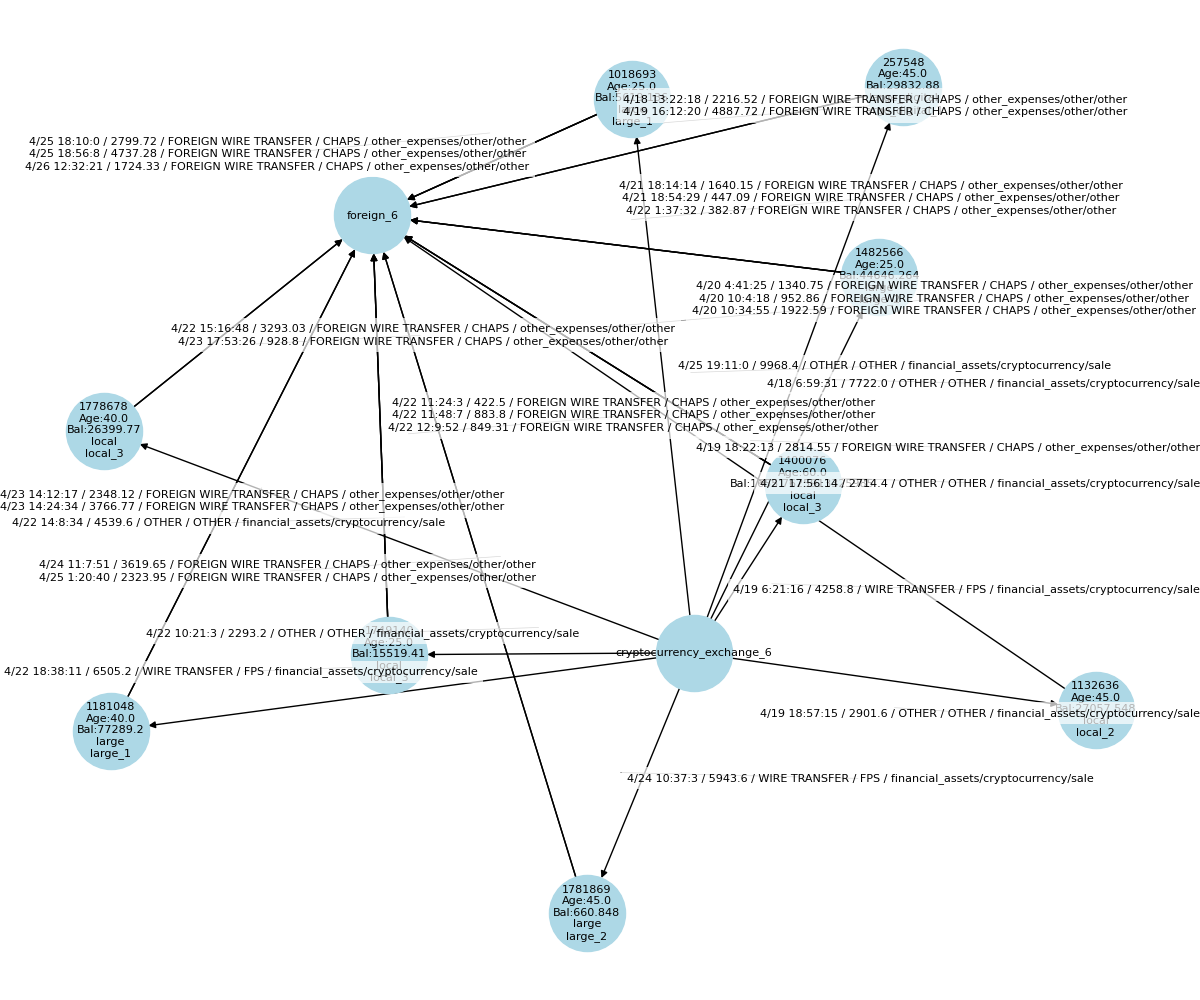 257548
Age:45.0
Bal:29832.88
1018693
Age:25.0
large_1
4/18 13:22:18 / 2216.52 / FOREIGN WIRE TRANSFER / CHAPS / other_expenses/other/other
4/19 16:12:20 / 4887.72 / FOREIGN WIRE TRANSFER / CHAPS / other_expenses/other/other
4/25 18:10:0 / 2799.72 / FOREIGN WIRE TRANSFER / CHAPS / other_expenses/other/other
4/25 18:56:8 / 4737.28 / FOREIGN WIRE TRANSFER / CHAPS / other_expenses/other/other
4/26 12:32:21 / 1724.33 / FOREIGN WIRE TRANSFER / CHAPS / other_expenses/other/other
4/21 18:14:14 / 1640.15 / FOREIGN WIRE TRANSFER / CHAPS / other_expenses/other/other
4/21 18:54:29 / 447.09 / FOREIGN WIRE TRANSFER / CHAPS / other_expenses/other/other
4/22 1:37:32 / 382.87 / FOREIGN WIRE TRANSFER / CHAPS / other_expenses/other/other
foreign_6
1482566
Age:25.0
Bal:44646.264
4/20 4:41:25 / 1340.75 / FOREIGN WIRE TRANSFER / CHAPS / other_expenses/other/other
4/20 10:4:18 / 952.86 / FOREIGN WIRE TRANSFER / CHAPS / other_expenses/other/other
4/20 10:34:55 / 1922.59 / FOREIGN WIRE TRANSFER / CHAPS / other_expenses/other/other
4/22 15:16:48 / 3293.03 / FOREIGN WIRE TRANSFER / CHAPS / other_expenses/other/other
4/23 17:53:26 / 928.8 / FOREIGN WIRE TRANSFER / CHAPS / other_expenses/other/other
4/25 19:11:0 / 9968.4 / OTHER / OTHER / financial_assets/cryptocurrency/sale
4/18 6:59:31 / 7722.0 / OTHER / OTHER / financial_assets/cryptocurrency/sale
4/22 11:24:3 / 422.5 / FOREIGN WIRE TRANSFER / CHAPS / other_expenses/other/other
4/22 11:48:7 / 883.8 / FOREIGN WIRE TRANSFER / CHAPS / other_expenses/other/other
4/22 12:9:52 / 849.31 / FOREIGN WIRE TRANSFER / CHAPS / other_expenses/other/other
1778678
Age:40.0
Bal:26399.77
local
local_3
4/19 18:22:13 / 2814.55 / FOREIGN WIRE TRANSFER / CHAPS / other_expenses/other/other
1400076
Age:60.0
4/21 17:56:14 / 2714.4 / OTHER / OTHER / financial_assets/cryptocurrency/sale
local
local_3
4/23 14:12:17 / 2348.12 / FOREIGN WIRE TRANSFER / CHAPS / other_expenses/other/other
4/23 14:24:34 / 3766.77 / FOREIGN WIRE TRANSFER / CHAPS / other_expenses/other/other
4/22 14:8:34 / 4539.6 / OTHER / OTHER / financial_assets/cryptocurrency/sale
4/24 11:7:51 / 3619.65 / FOREIGN WIRE TRANSFER / CHAPS / other_expenses/other/other
4/25 1:20:40 / 2323.95 / FOREIGN WIRE TRANSFER / CHAPS / other_expenses/other/other
4/19 6:21:16 / 4258.8 / WIRE TRANSFER / FPS / financial_assets/cryptocurrency/sale
4/22 10:21:3 / 2293.2 / OTHER / OTHER / financial_assets/cryptocurrency/sale
Age:25.0
Bal:15519.41
local
cryptocurrency_exchange_6
4/22 18:38:11 / 6505.2 / WIRE TRANSFER / FPS / financial_assets/cryptocurrency/sale
1181048
Age:40.0
Bal:77289.2
large
large_1
1132636
Age:45.0
Bal:27057.548
4/19 18:57:15 / 2901.6 / OTHER / OTHER / financial_assets/cryptocurrency/sale
local
local_2
4/24 10:37:3 / 5943.6 / WIRE TRANSFER / FPS / financial_assets/cryptocurrency/sale
1781869
Age:45.0
Bal:660.848
large
large_2